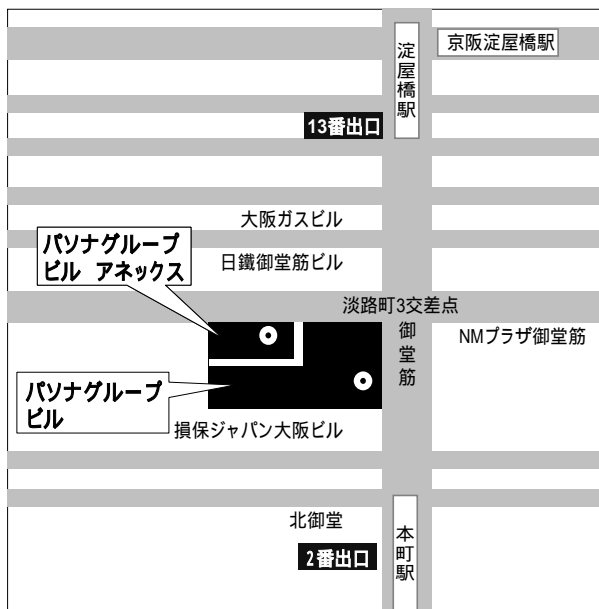 京阪淀屋橋駅
淀屋橋駅
13番出口
大阪ガスビル
パソナグループ
ビル アネックス
日鐵御堂筋ビル
淡路町3交差点
御堂筋
NMプラザ御堂筋
パソナグループ
ビル
損保ジャパン大阪ビル
北御堂
本町駅
2番出口